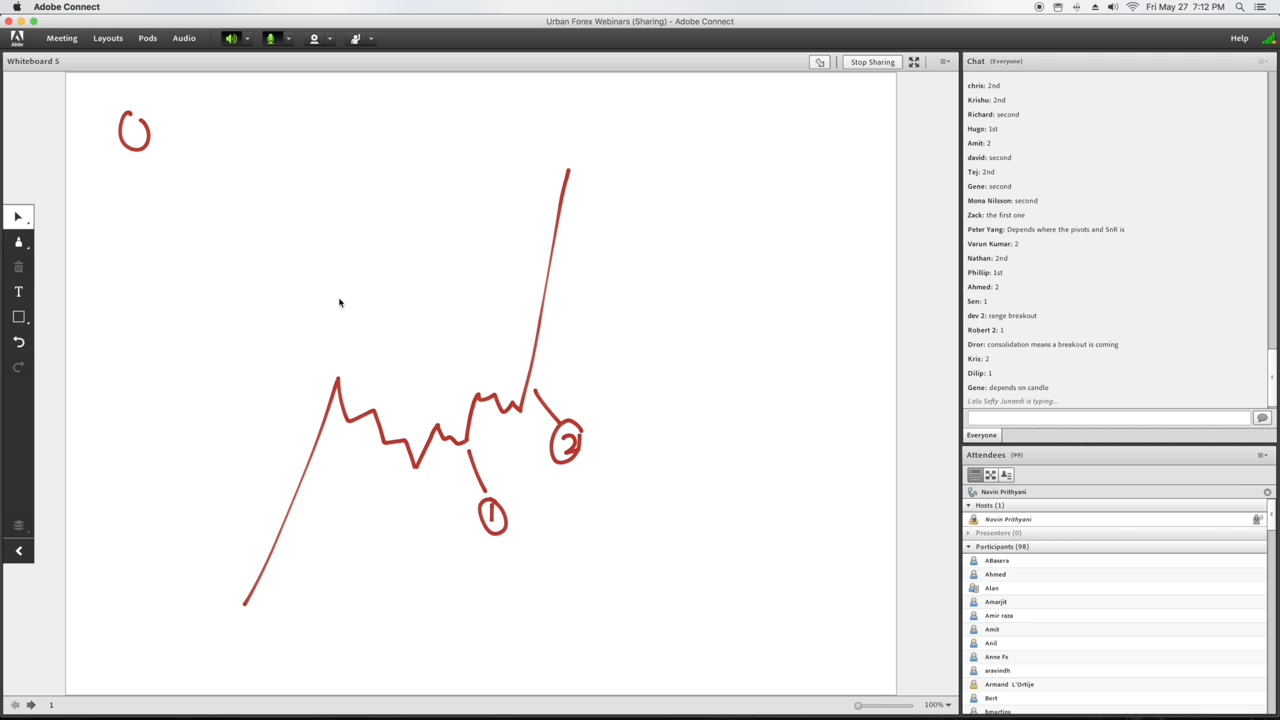 Adobe Connect
Fri May 27 7:12 PM
Urban Forex Webinars (Sharing) - Adobe Connect
Adobe
Meeting Layouts Pods Audio
Help
Whiteboard 5
Stop Sharing
O
2
1
T
1
100%
Chat (Everyone)
chris: 2nd
Krishu: 2nd
Richard: second
Hugo: 1st
Amit: 2
david: second
Tej: 2nd
Gene: second
Mona Nilsson: second
Zack: the first one
Peter Yang: Depends where the pivots and SnR is
Varun Kumar: 2
Nathan: 2nd
Phillip: 1st
Ahmed: 2
Sen: 1
dev 2: range breakout
Robert 2: 1
Dror: consolidation means a breakout is coming
Kris: 2
Dilip: 1
Gene: depends on candle
Lalu Sefty Junaedi is typing...
Everyone
Attendees (99)
Navin Prithyani
Hosts (1)
Navin Prithyani
Presenters (0)
Participants (98)
ABasera
Ahmed
Alan
Amarjit
Amir raza
Amit
Anil
Anne Fx
aravindh
Armand L'Ortije
Bert
bmartins